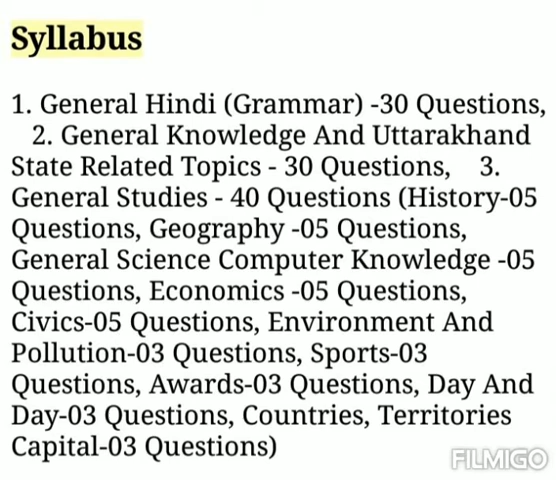 Syllabus
1. General Hindi (Grammar) -30 Questions,
2. General Knowledge And Uttarakhand
State Related Topics - 30 Questions, 3.
General Studies - 40 Questions (History-05
Questions, Geography -05 Questions,
General Science Computer Knowledge -05
Questions, Economics -05 Questions,
Civics-05 Questions, Environment And
Pollution-03 Questions, Sports-03
Questions, Awards-03 Questions, Day And
Day-03 Questions, Countries, Territories
Capital-03 Questions)
FILMIGO